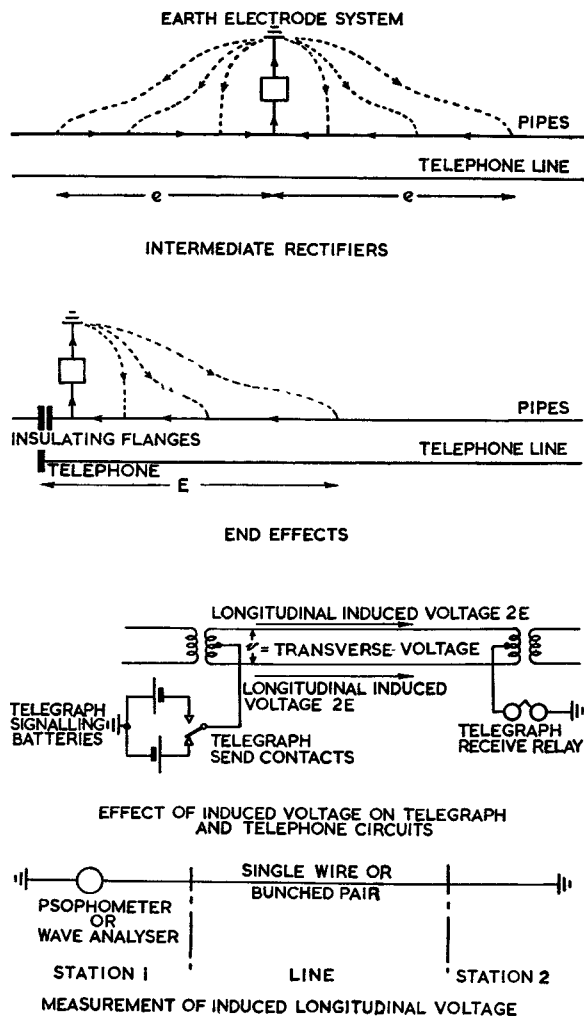 EARTH ELECTRODE SYSTEM
PIPES
TELEPHONE LINE
e e
INTERMEDIATE RECTIFIERS
PIPES
INSULATING FLANGES
TELEPHONE LINE
TELEPHONE
E
END EFFECTS
LONGITUDINAL INDUCED VOLTAGE 2E
= TRANSVERSE VOLTAGE
LONGITUDINAL INDUCED
VOLTAGE 2E
TELEGRAPH
SIGNALLING
BATTERIES
TELEGRAPH
SEND CONTACTS
TELEGRAPH
RECEIVE RELAY
EFFECT OF INDUCED VOLTAGE ON TELEGRAPH
AND TELEPHONE CIRCUITS
SINGLE WIRE OR
BUNCHED PAIR
PSOPHOMETER
OR
WAVE ANALYSER
STATION 1 LINE STATION 2
MEASUREMENT OF INDUCED LONGITUDINAL VOLTAGE